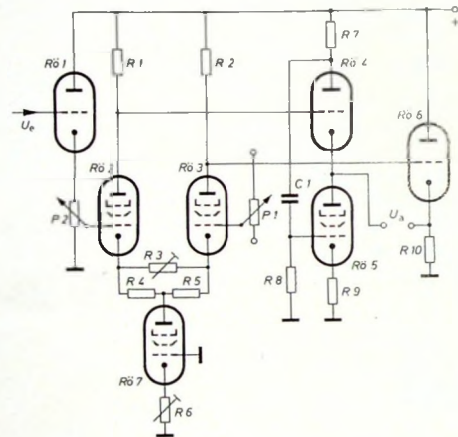 +
R 7
R 1
R 2
Rö 1
Rö 4
Rö 6
Ue
Rö 2
Rö 3
C 1
P 2
P 1
Ua
R 3
R 4
R 5
R 8
Rö 5
R 10
R 9
Rö 7
R 6